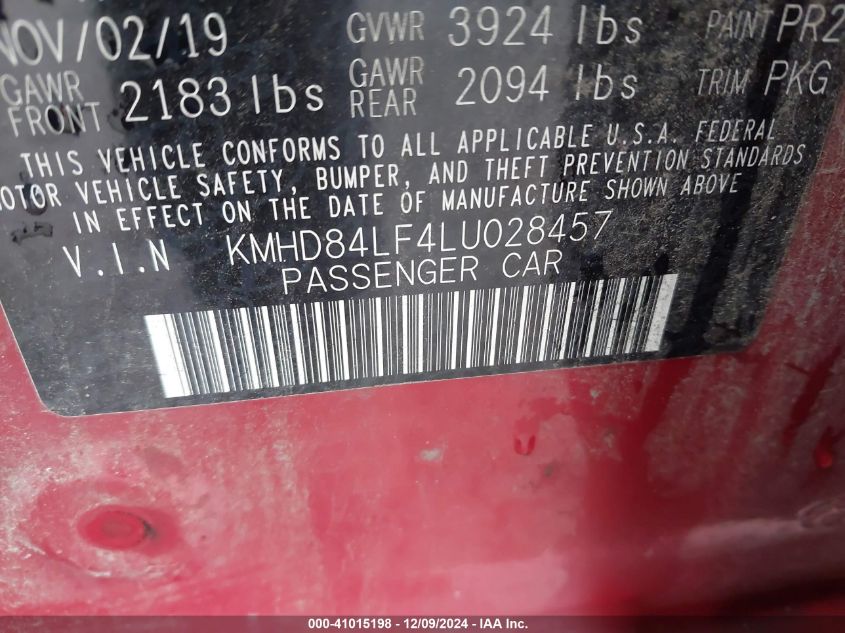 NOV/02/19 GVWR 3924 lbs PAINT PR2
GAWR FRONT 2183 lbs GAWR REAR 2094 lbs TRIM PKG
THIS VEHICLE CONFORMS TO ALL APPLICABLE U.S.A. FEDERAL
MOTOR VEHICLE SAFETY, BUMPER, AND THEFT PREVENTION STANDARDS
IN EFFECT ON THE DATE OF MANUFACTURE SHOWN ABOVE
V.I.N KMHD84LF4LU028457
PASSENGER CAR
000-41015198 - 12/09/2024 - IAA Inc.